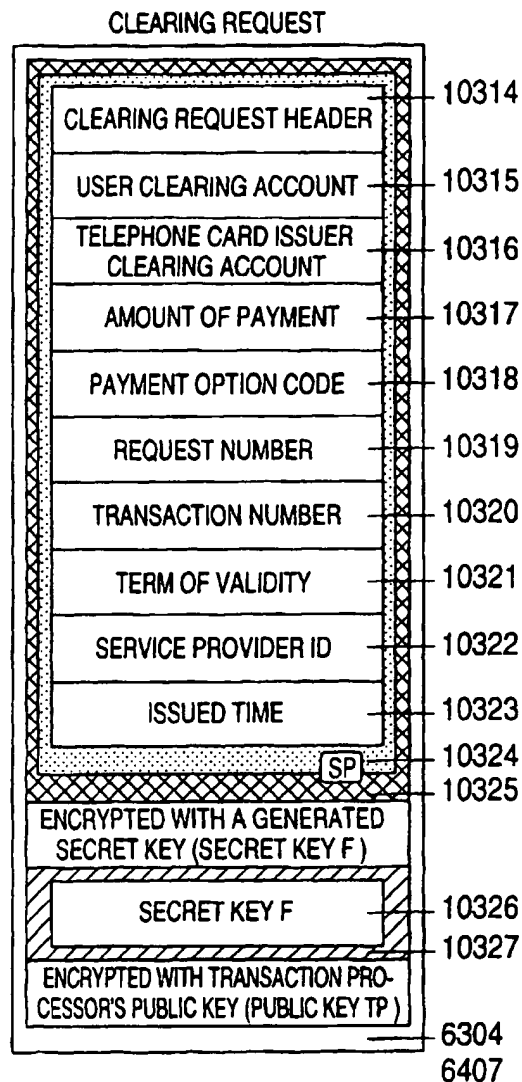 CLEARING REQUEST
CLEARING REQUEST HEADER 10314
USER CLEARING ACCOUNT 10315
TELEPHONE CARD ISSUER
CLEARING ACCOUNT 10316
AMOUNT OF PAYMENT 10317
PAYMENT OPTION CODE 10318
REQUEST NUMBER 10319
TRANSACTION NUMBER 10320
TERM OF VALIDITY 10321
SERVICE PROVIDER ID 10322
ISSUED TIME 10323
SP 10324
10325
ENCRYPTED WITH A GENERATED
SECRET KEY (SECRET KEY F )
SECRET KEY F 10326
10327
ENCRYPTED WITH TRANSACTION PRO-
CESSOR'S PUBLIC KEY (PUBLIC KEY TP )
6304
6407